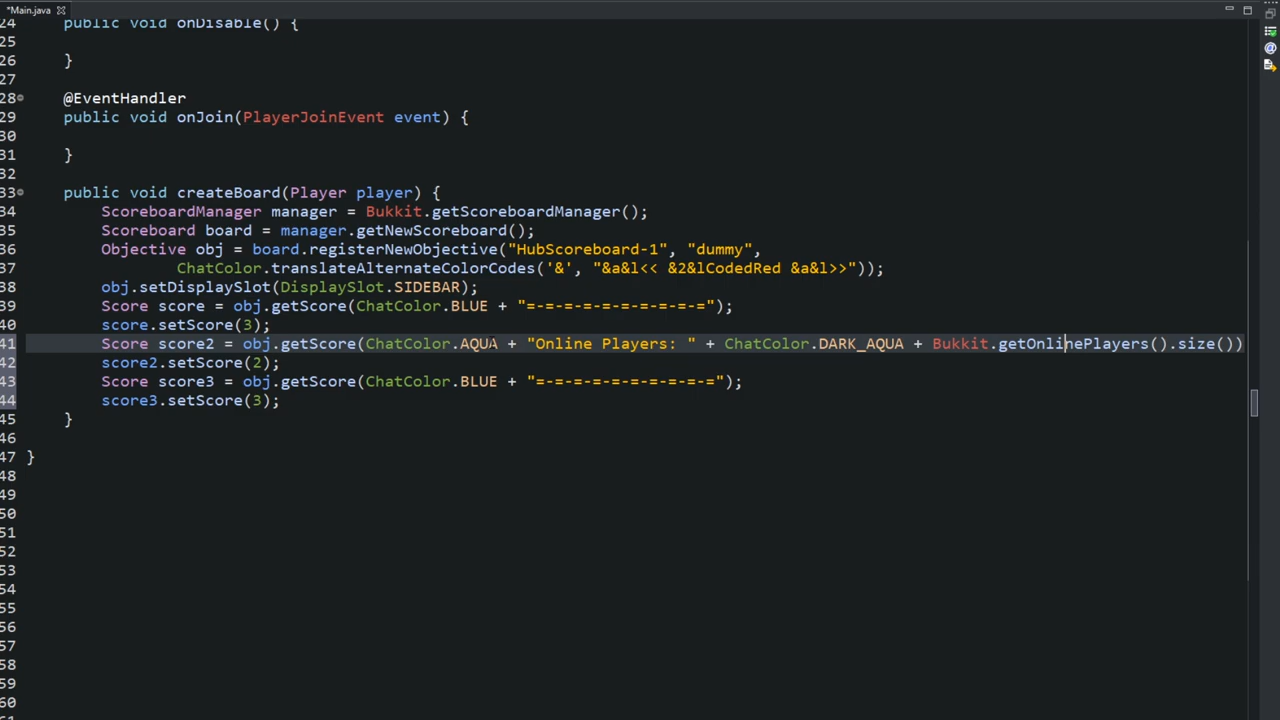 *Main.java
24 public void onDisable() {
25
26 }
27
28 @EventHandler
29 public void onJoin(PlayerJoinEvent event) {
30
31 }
32
33 public void createBoard(Player player) {
34 ScoreboardManager manager = Bukkit.getScoreboardManager();
35 Scoreboard board = manager.getNewScoreboard();
36 Objective obj = board.registerNewObjective("HubScoreboard-1", "dummy",
37 ChatColor.translateAlternateColorCodes('&', "&a&l<< &2&lCodedRed &a&l>>"));
38 obj.setDisplaySlot(DisplaySlot.SIDEBAR);
39 Score score = obj.getScore(ChatColor.BLUE + "=-=-=-=-=-=-=-=-=-=");
40 score.setScore(3);
41 Score score2 = obj.getScore(ChatColor.AQUA + "Online Players: " + ChatColor.DARK_AQUA + Bukkit.getOnlinePlayers().size())
42 score2.setScore(2);
43 Score score3 = obj.getScore(ChatColor.BLUE + "=-=-=-=-=-=-=-=-=-=");
44 score3.setScore(3);
45 }
46
47 }
48
49
50
51
52
53
54
55
56
57
58
59
60